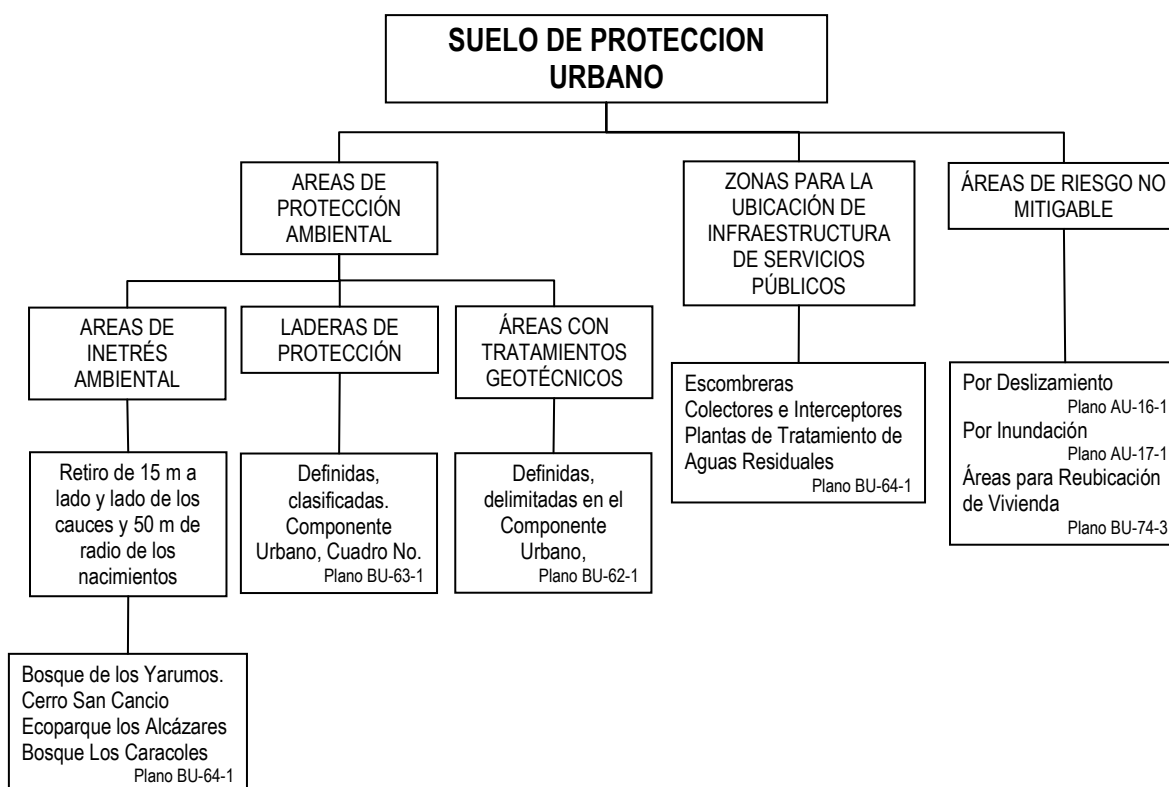 SUELO DE PROTECCION
URBANO
AREAS DE
PROTECCIÓN
AMBIENTAL
ZONAS PARA LA
UBICACIÓN DE
INFRAESTRUCTURA
DE SERVICIOS
PÚBLICOS
ÁREAS DE RIESGO NO
MITIGABLE
AREAS DE
INETRÉS
AMBIENTAL
LADERAS DE
PROTECCIÓN
ÁREAS CON
TRATAMIENTOS
GEOTÉCNICOS
Escombreras
Colectores e Interceptores
Plantas de Tratamiento de
Aguas Residuales
Plano BU-64-1
Por Deslizamiento
Plano AU-16-1
Por Inundación
Plano AU-17-1
Áreas para Reubicación
de Vivienda
Plano BU-74-3
Retiro de 15 m a
lado y lado de los
cauces y 50 m de
radio de los
nacimientos
Definidas,
clasificadas.
Componente
Urbano, Cuadro No.
Plano BU-63-1
Definidas,
delimitadas en el
Componente
Urbano,
Plano BU-62-1
Bosque de los Yarumos.
Cerro San Cancio
Ecoparque los Alcázares
Bosque Los Caracoles
Plano BU-64-1